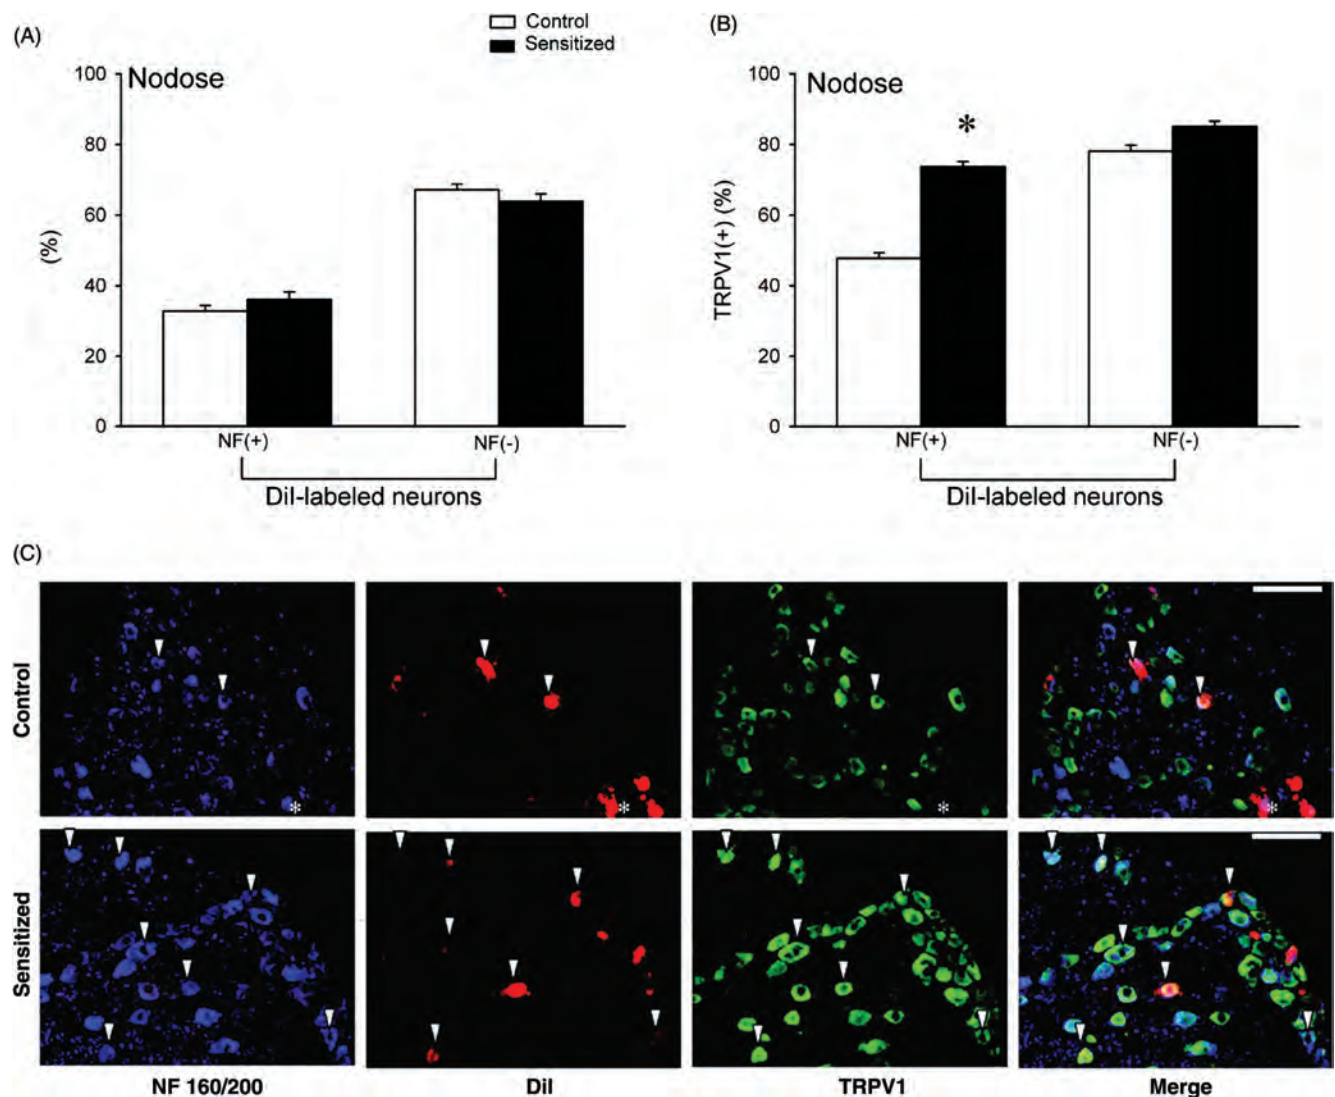 (A)
Control
Sensitized
Nodose
100
80
60
40
20
0
(%)
NF(+) NF(-)
DiI-labeled neurons
(B)
Nodose
*
100
80
60
40
20
0
TRPV1(+) (%)
NF(+) NF(-)
DiI-labeled neurons
(C)
Control
* * * *
Sensitized
NF 160/200 DiI TRPV1 Merge